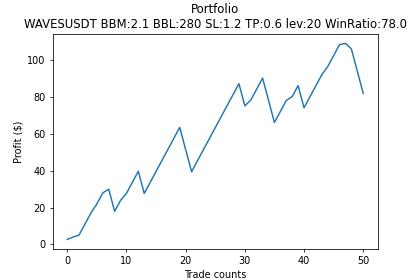 Portfolio
WAVESUSDT BBM:2.1 BBL:280 SL:1.2 TP:0.6 lev:20 WinRatio:78.0
100
80
60
40
20
0
Profit ($)
0 10 20 30 40 50
Trade counts